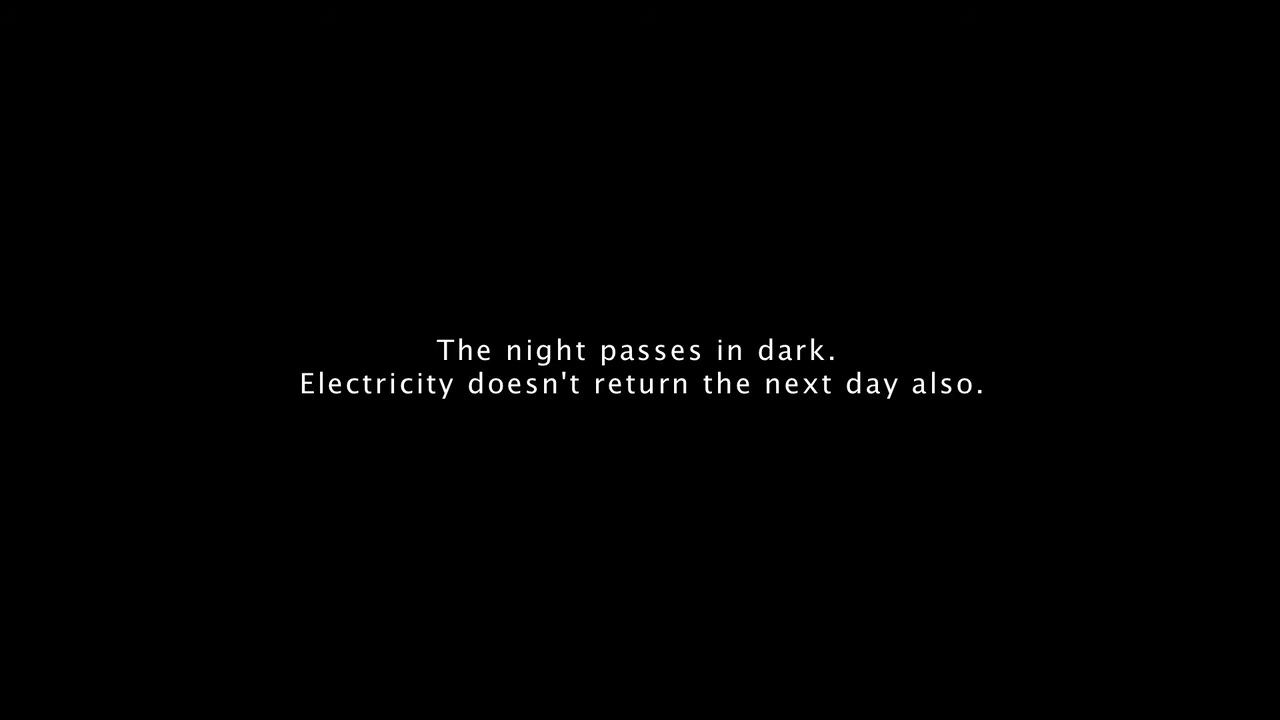 The night passes in dark.
Electricity doesn't return the next day also.